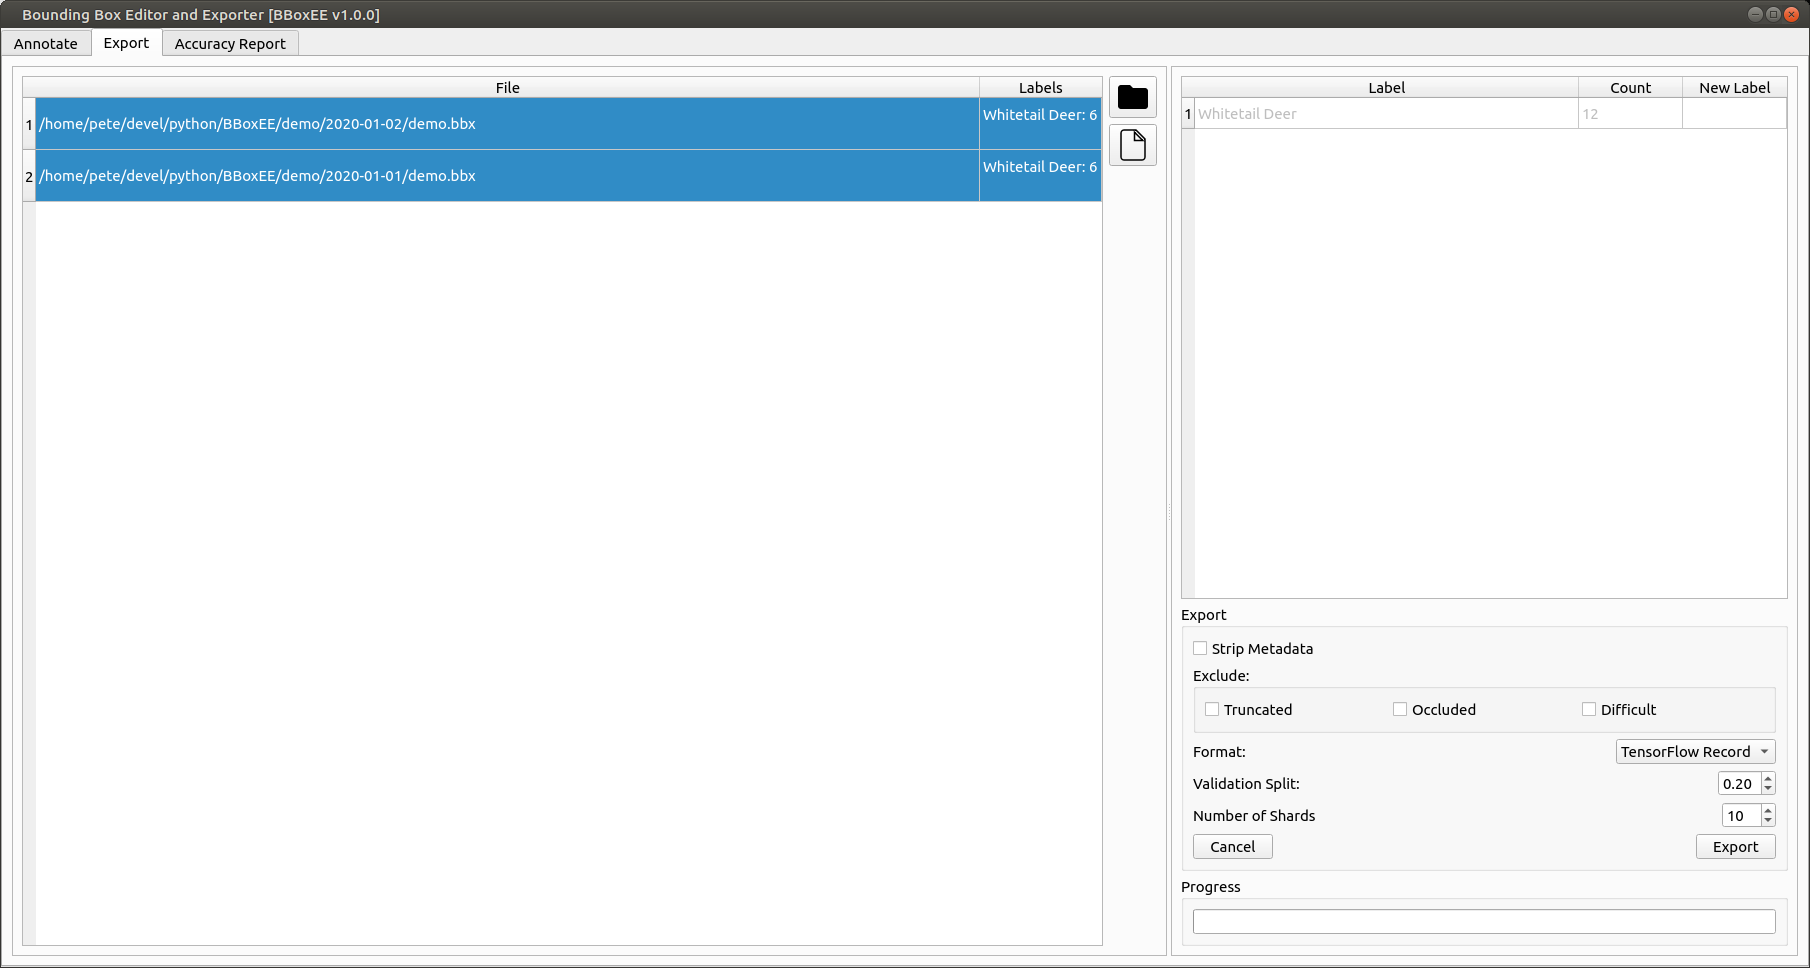 Bounding Box Editor and Exporter [BBoxEE v1.0.0]
Annotate Export Accuracy Report
File Labels
1 /home/pete/devel/python/BBoxEE/demo/2020-01-02/demo.bbx Whitetail Deer: 6
2 /home/pete/devel/python/BBoxEE/demo/2020-01-01/demo.bbx Whitetail Deer: 6
Label Count New Label
1 Whitetail Deer 12
Export
Strip Metadata
Exclude:
Truncated Occluded Difficult
Format: TensorFlow Record
Validation Split: 0.20
Number of Shards 10
Cancel Export
Progress